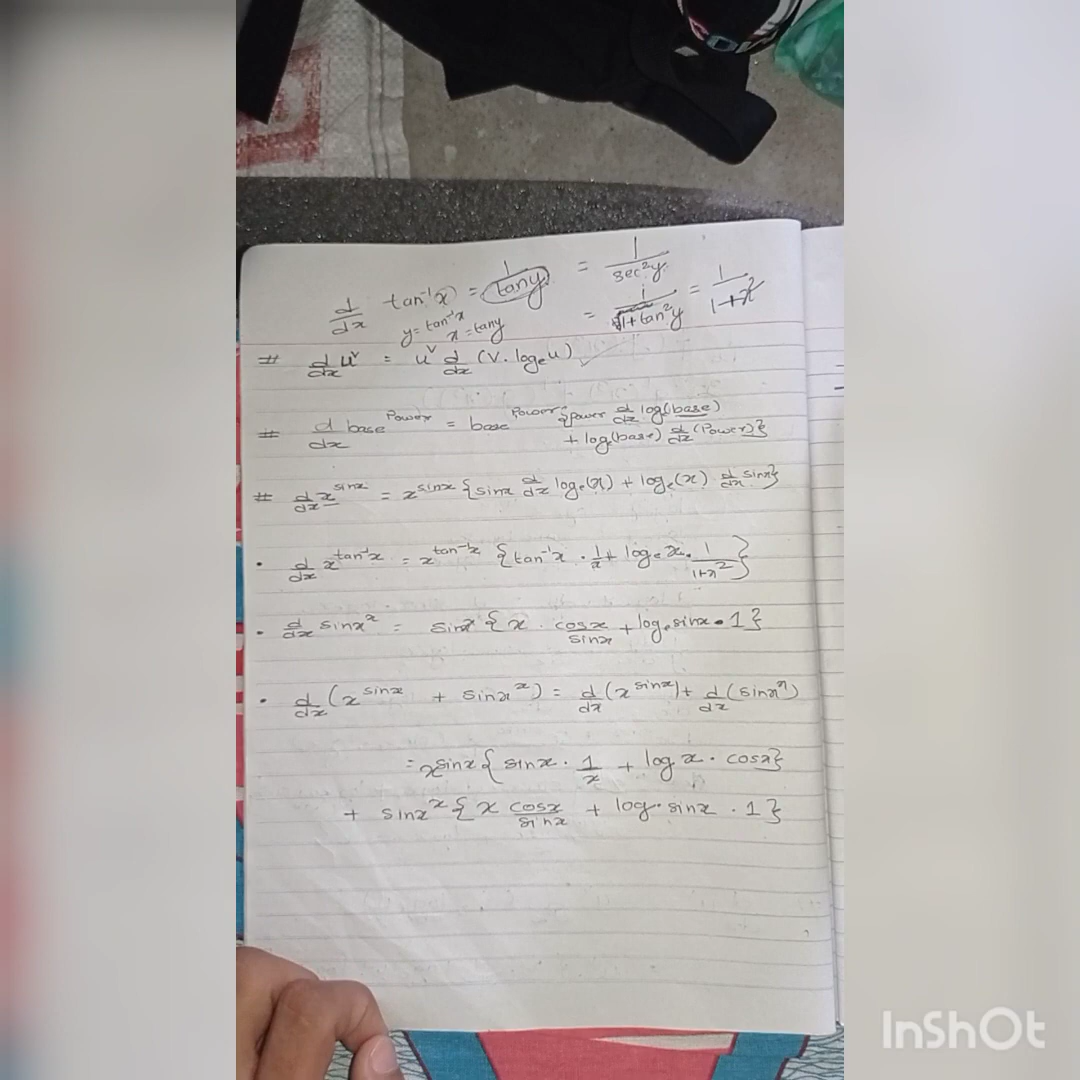 d/dx tan⁻¹x = 1/tany = 1/sec²y
y=tan⁻¹x
x=tany
= 1/1+tan²y = 1/1+x²
# d/dx u^v = u^v d/dx (v. logₑu)
# d/dx base^Power = base^Power {Power d/dx log(base)
+ logₑ(base) d/dx (Power)}
# d/dx x^sinx = x^sinx {sinx d/dx logₑ(x) + logₑ(x) . d/dx sinx}
• d/dx x^tan⁻¹x = x^tan⁻¹x {tan⁻¹x . 1/x + logₑ x . 1/1+x²}
• d/dx sinx^x = sinx^x {x . cosx/sinx + logₑ sinx . 1}
• d/dx (x^sinx + sinx^x) = d/dx (x^sinx) + d/dx (sinx^x)
= x^sinx { sinx . 1/x + log x . cosx}
+ sinx^x {x cosx/sinx + logₑ sinx . 1}
InShOt